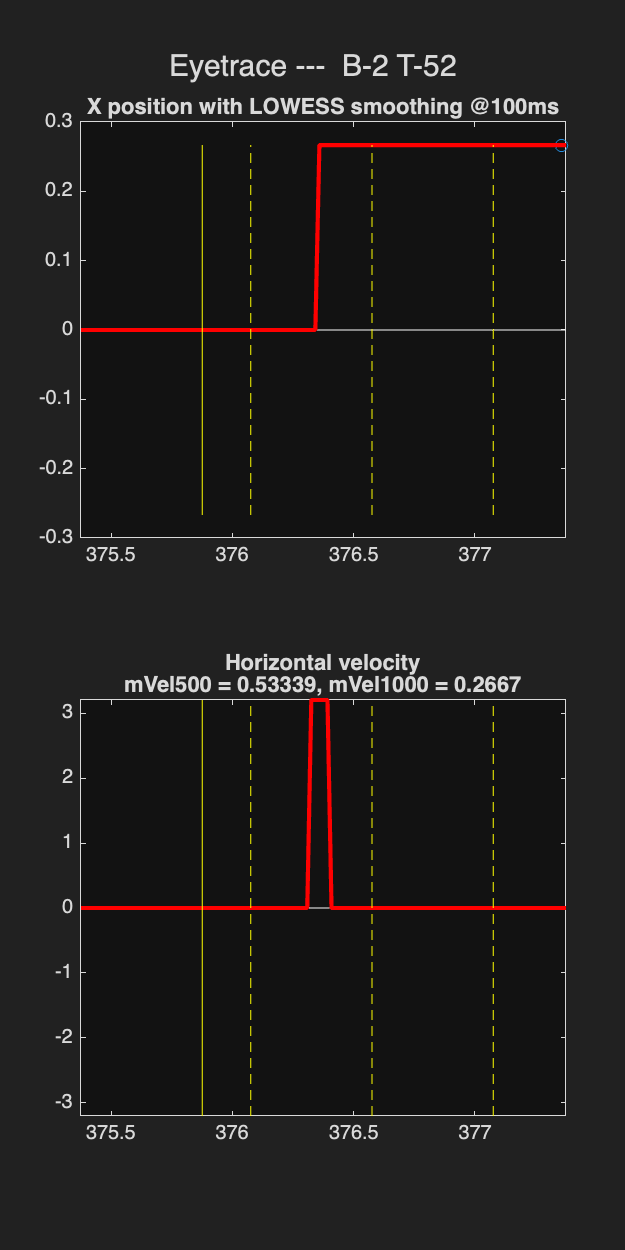 Eyetrace ---  B-2 T-52
X position with LOWESS smoothing @100ms
0.3
0.2
0.1
0
-0.1
-0.2
-0.3
375.5 376 376.5 377
Horizontal velocity
mVel500 = 0.53339, mVel1000 = 0.2667
3
2
1
0
-1
-2
-3
375.5 376 376.5 377